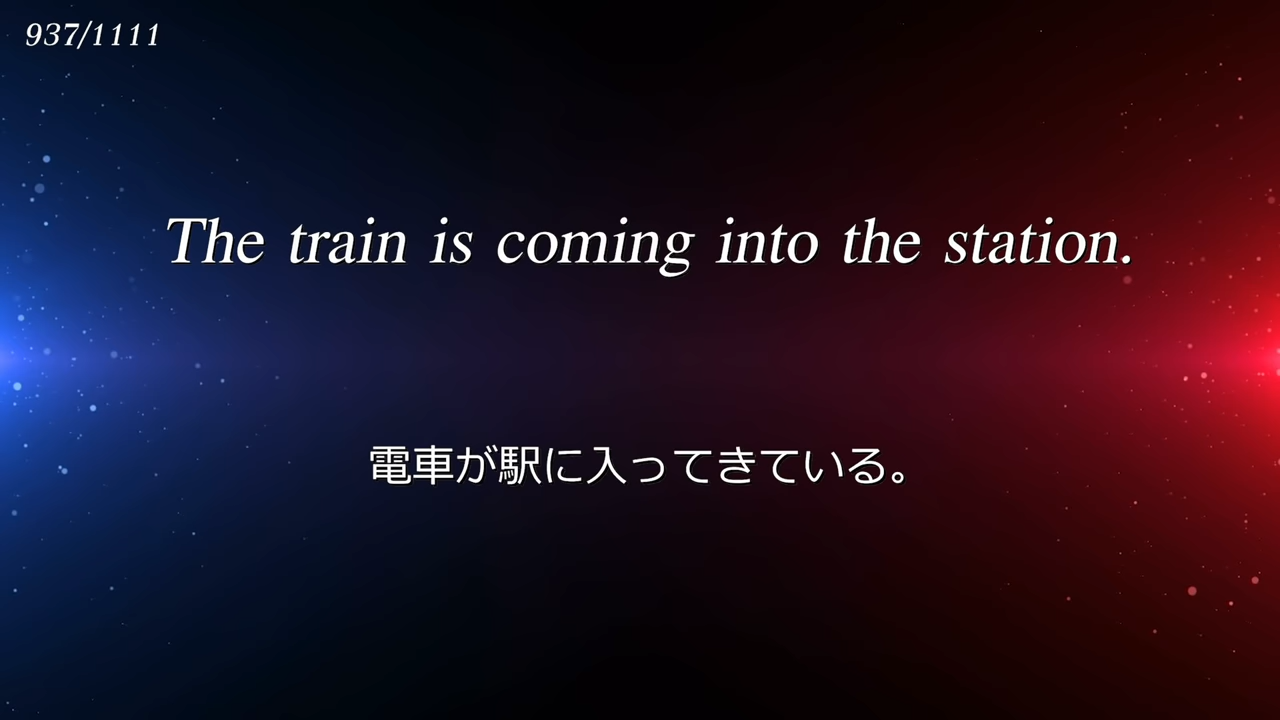 937/1111
The train is coming into the station.
電車が駅に入ってきている。